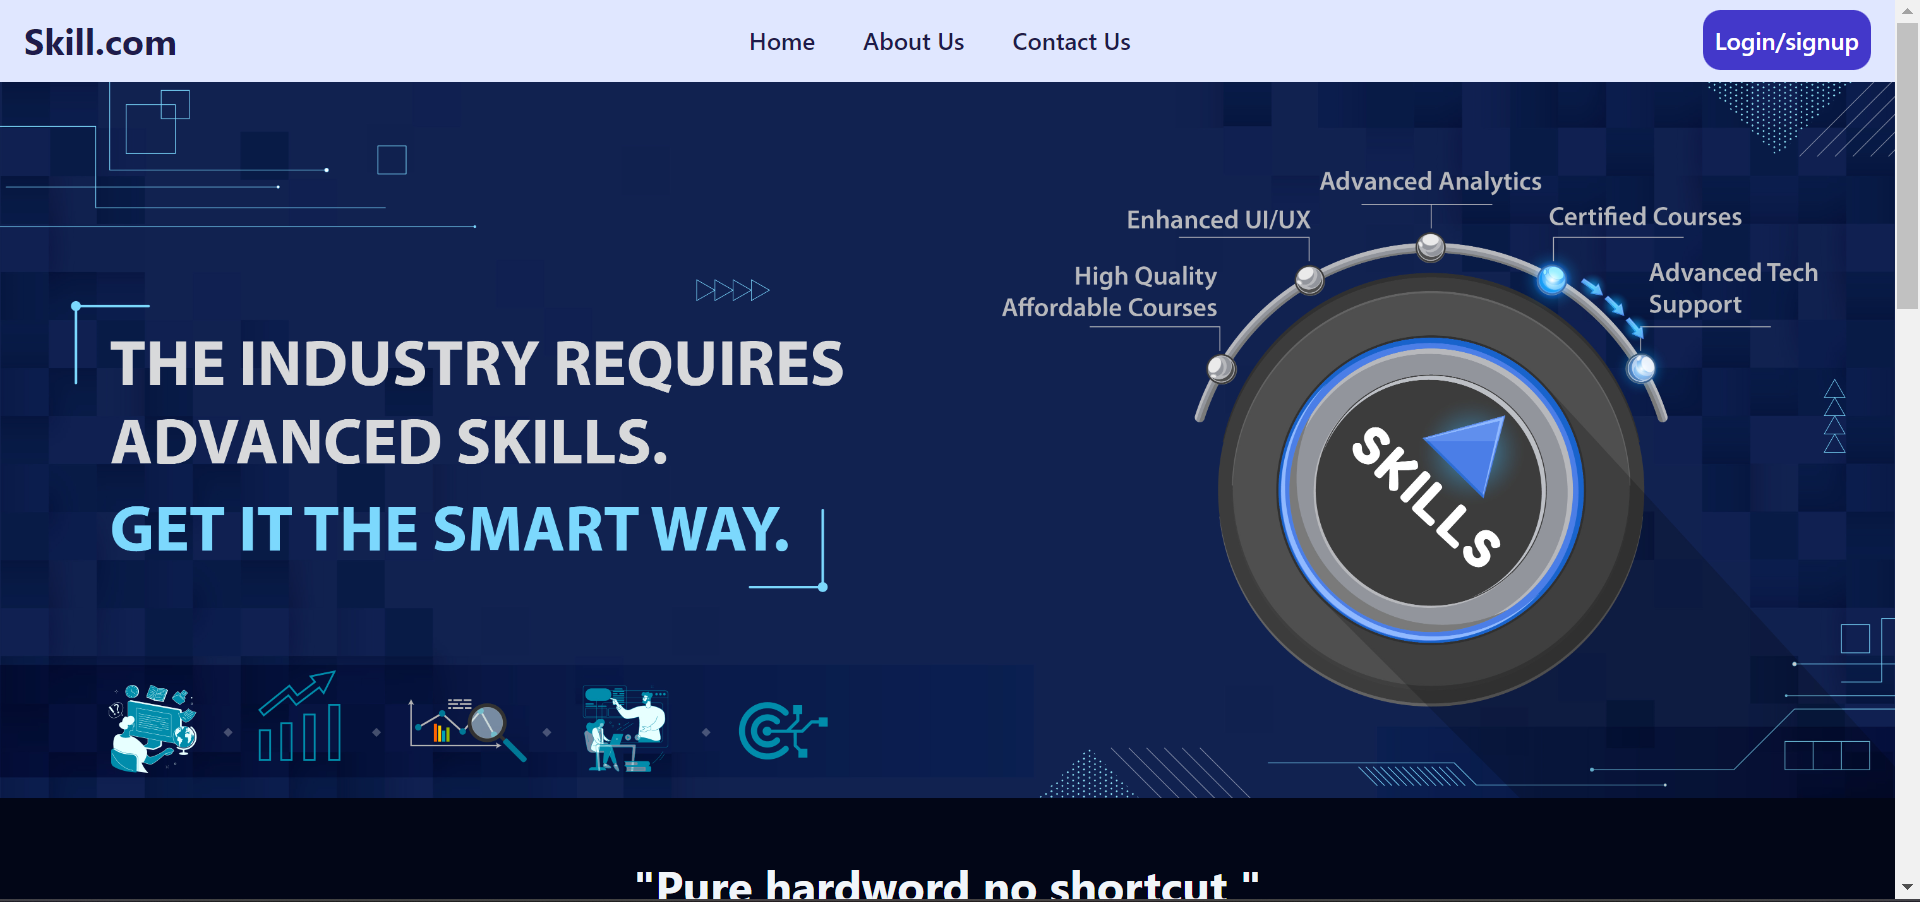 Skill.com
Home
About Us
Contact Us
Login/signup
Advanced Analytics
Enhanced UI/UX
Certified Courses
High Quality
Affordable Courses
Advanced Tech
Support
THE INDUSTRY REQUIRES
ADVANCED SKILLS.
GET IT THE SMART WAY.
SKILLS
!?
"Pure hardword no shortcut "